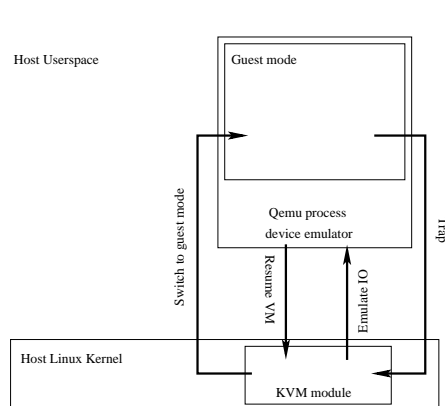 Host Userspace
Guest mode
Qemu process
device emulator
Switch to guest mode
Resume VM
Emulate IO
Trap
Host Linux Kernel
KVM module